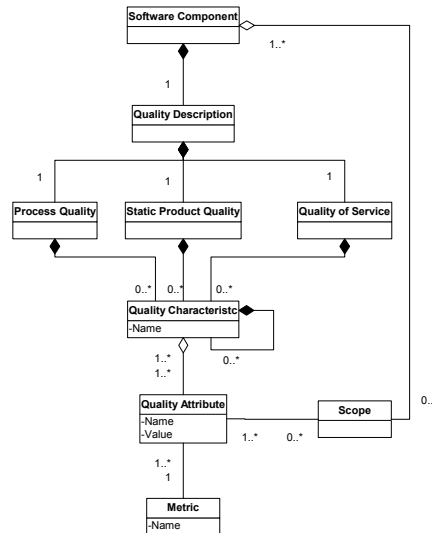 Software Component
1..*
1
Quality Description
1
1
1
Process Quality
Static Product Quality
Quality of Service
0..*
0..*
0..*
Quality Characteristc
-Name
0..*
1..*
1..*
Quality Attribute
-Name
-Value
Scope
0..
1..*
0..*
1..*
1
Metric
-Name